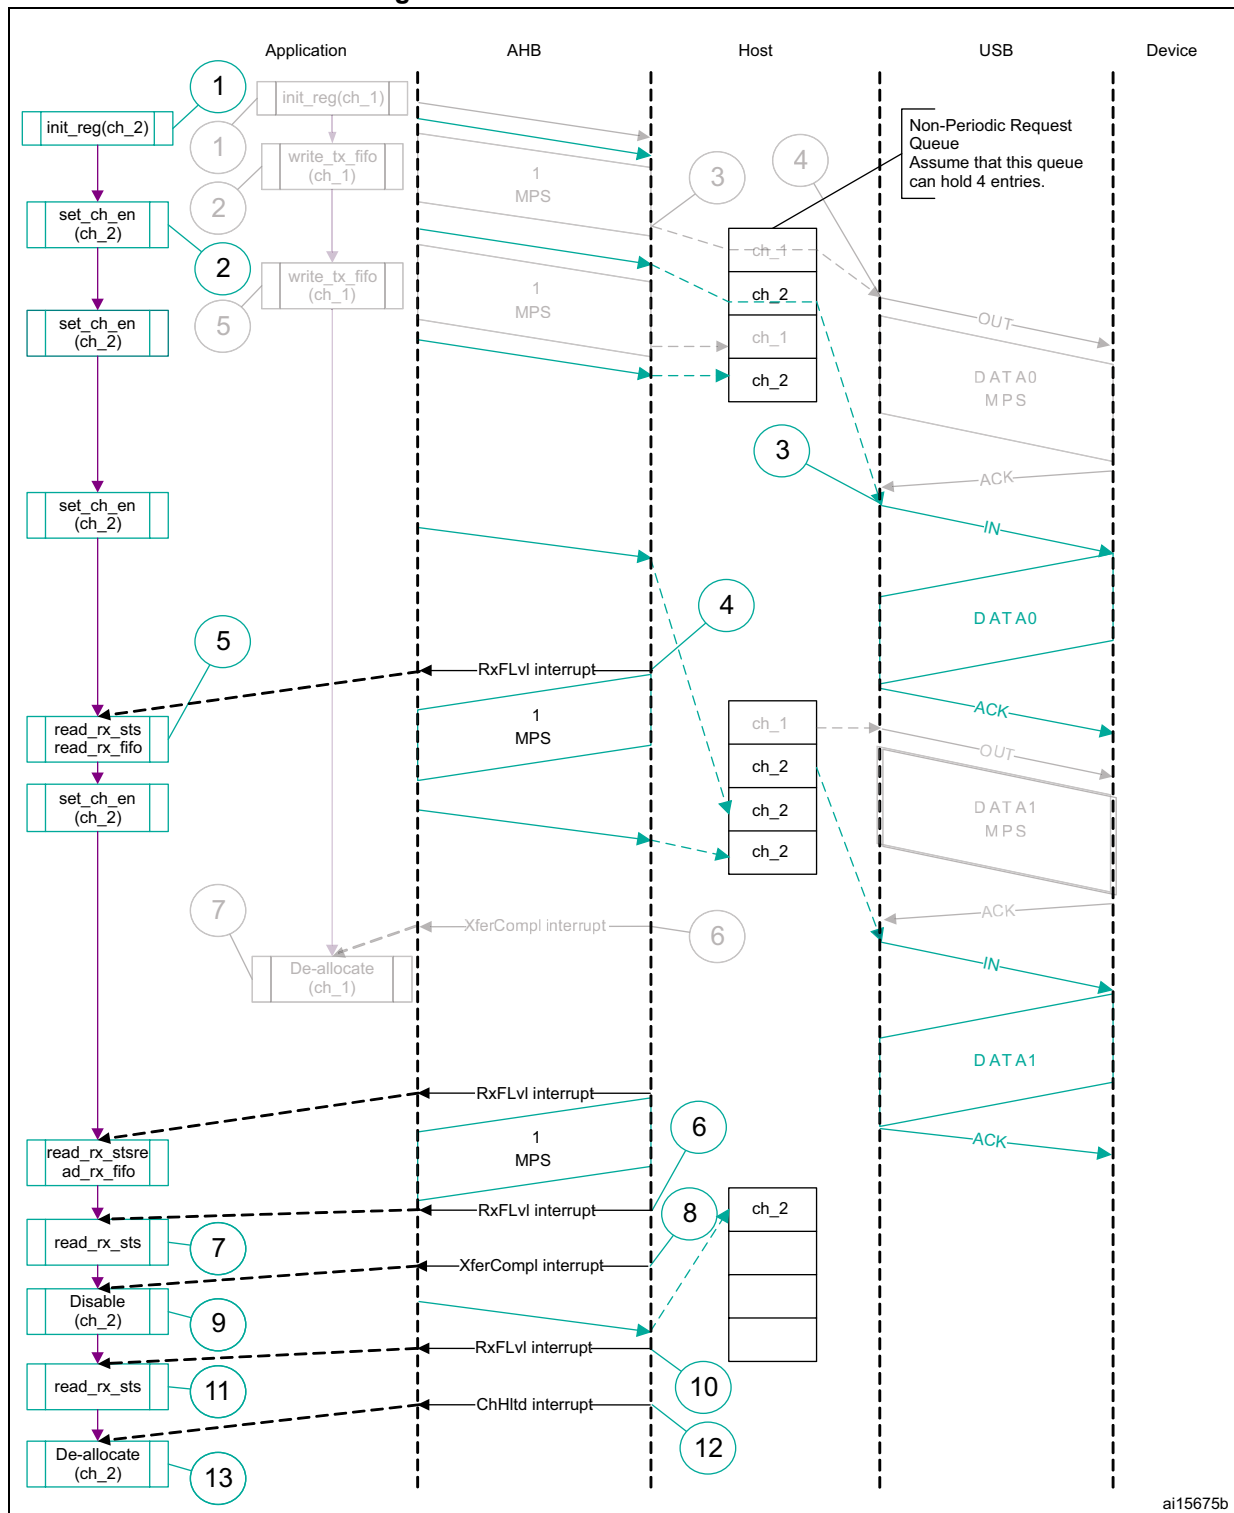 g
Application
AHB
Host
USB
Device
1
init_reg(ch_1)
init_reg(ch_2)
Non-Periodic Request
Queue
Assume that this queue
can hold 4 entries.
1
write_tx_fifo
(ch_1)
1
MPS
3
4
2
set_ch_en
(ch_2)
2
ch_1
write_tx_fifo
(ch_1)
1
MPS
ch_2
5
set_ch_en
(ch_2)
OUT
ch_1
ch_2
DATA0
MPS
3
ACK
set_ch_en
(ch_2)
IN
4
DATA0
5
RxFLvl interrupt
ACK
read_rx_sts
read_rx_fifo
1
MPS
ch_1
OUT
ch_2
set_ch_en
(ch_2)
ch_2
DATA1
MPS
ch_2
7
XferCompl interrupt
6
ACK
De-allocate
(ch_1)
IN
DATA1
RxFLvl interrupt
6
read_rx_stsre
ad_rx_fifo
1
MPS
ACK
RxFLvl interrupt
8
ch_2
read_rx_sts
7
XferCompl interrupt
Disable
(ch_2)
9
RxFLvl interrupt
read_rx_sts
11
10
ChHltd interrupt
12
De-allocate
(ch_2)
13
ai15675b